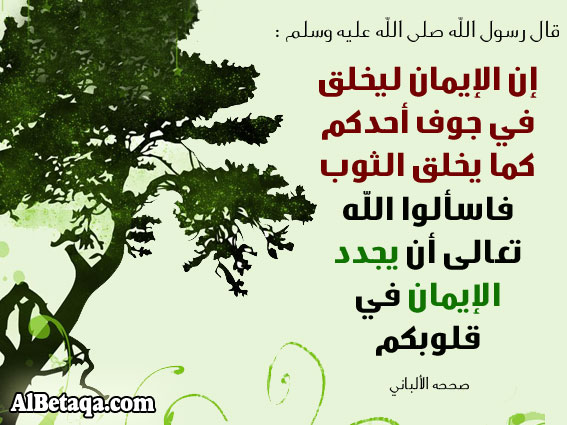 قال رسول الله صلى الله عليه وسلم :
إن الإيمان ليخلق
في جوف أحدكم
كما يخلق الثوب
فاسألوا الله
تعالى أن يجدد
الإيمان في
قلوبكم
صححه الألباني
AlBetaqa.com